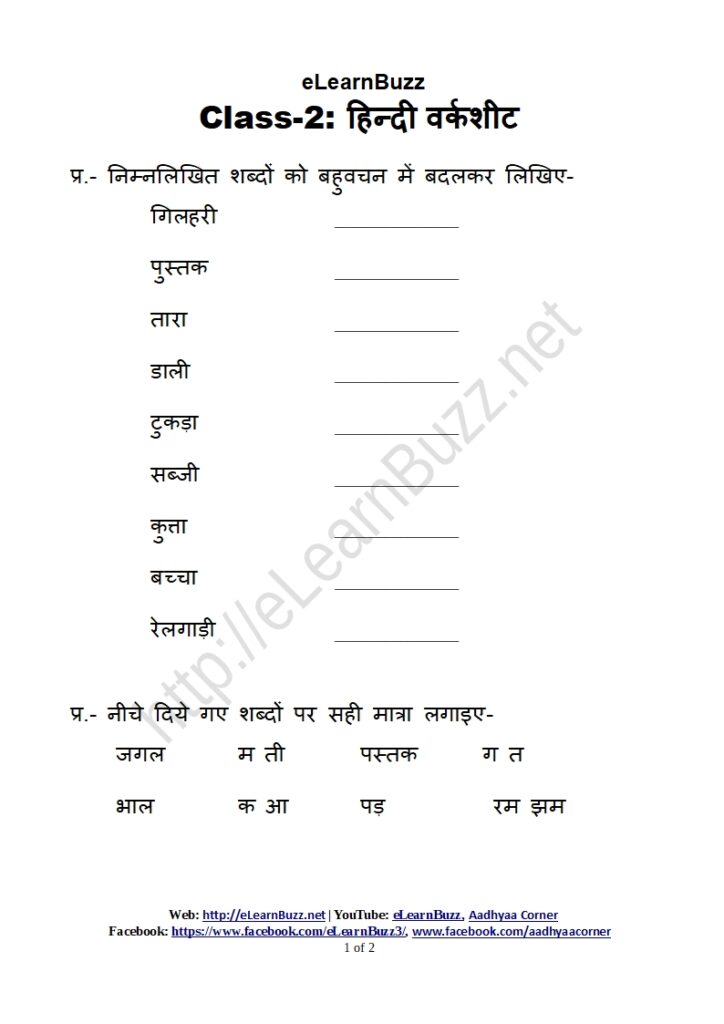 eLearnBuzz
Class-2: हिन्दी वर्कशीट
प्र.- निम्नलिखित शब्दों को बहुवचन में बदलकर लिखिए-
गिलहरी ____________
पुस्तक ____________
तारा ____________
डाली ____________
टुकड़ा ____________
सब्जी ____________
कुत्ता ____________
बच्चा ____________
रेलगाड़ी ____________
http://eLearnBuzz.net
प्र.- नीचे दिये गए शब्दों पर सही मात्रा लगाइए-
जगल म ती पस्तक ग त
भाल क आ पड़ रम झम
Web: http://eLearnBuzz.net | YouTube: eLearnBuzz, Aadhyaa Corner
Facebook: https://www.facebook.com/eLearnBuzz3/, www.facebook.com/aadhyaacorner
1 of 2